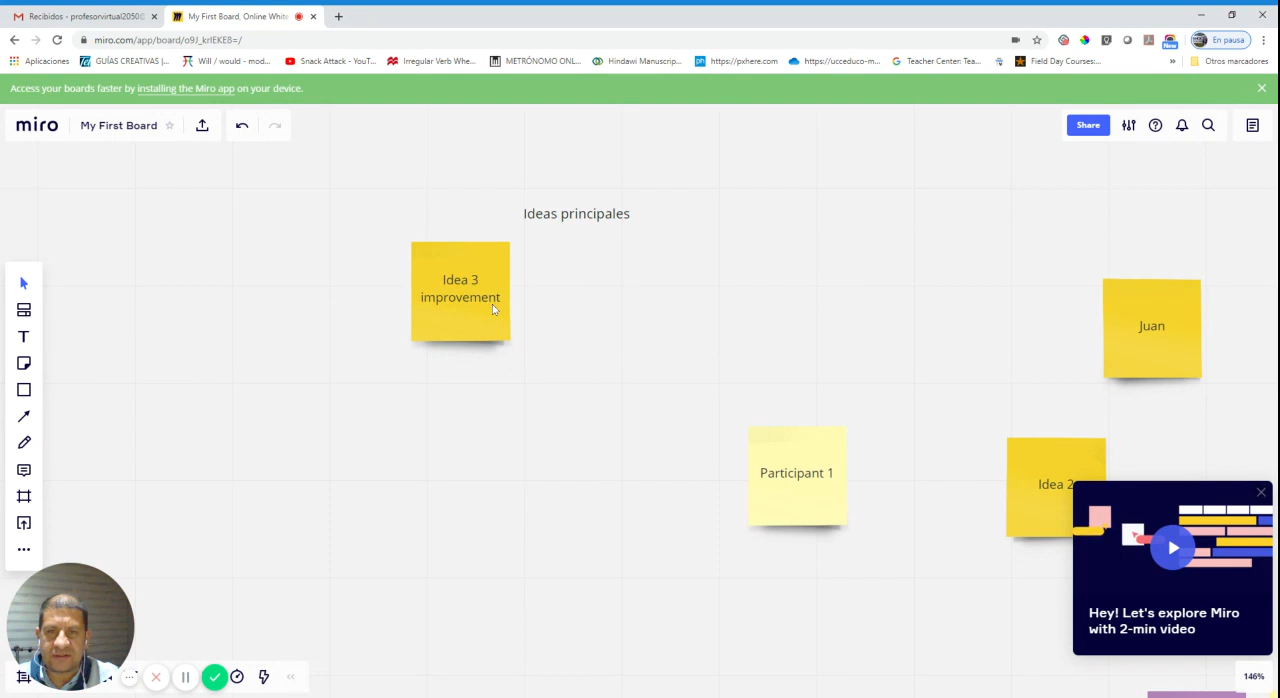 Recibidos - profesorvirtual2050@
My First Board, Online White
miro.com/app/board/o9J_krIEKE8=/
New
En pausa
Aplicaciones
GUÍAS CREATIVAS |...
Will / would - mod...
Snack Attack - YouT...
Irregular Verb Whe...
METRÓNOMO ONL...
Hindawi Manuscrip...
ph
https://pxhere.com
https://ucceduco-m...
Teacher Center: Tea...
Field Day Courses:...
»
Otros marcadores
Access your boards faster by installing the Miro app on your device.
miro
My First Board
Share
Ideas principales
Idea 3
improvement
Juan
Participant 1
Idea 2
Hey! Let's explore Miro
with 2-min video
146%